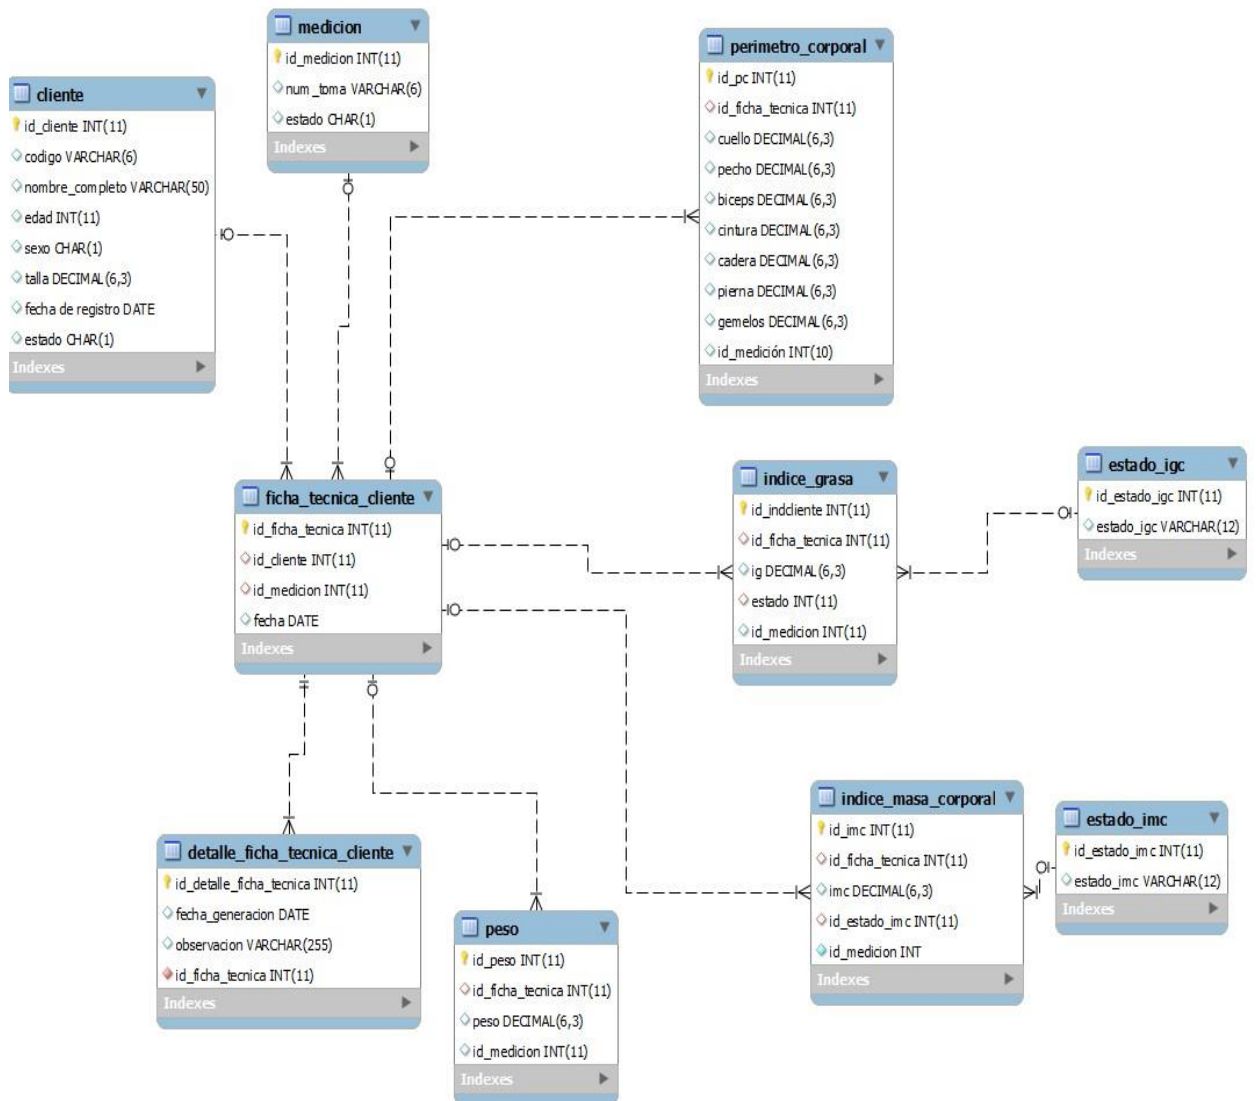 medicion
id_medicion INT(11)
num_toma VARCHAR(6)
estado CHAR(1)
Indexes
perimetro_corporal
id_pc INT(11)
id_ficha_tecnica INT(11)
cuello DECIMAL(6,3)
pecho DECIMAL(6,3)
biceps DECIMAL(6,3)
cintura DECIMAL(6,3)
cadera DECIMAL(6,3)
pierna DECIMAL(6,3)
gemelos DECIMAL(6,3)
id_medición INT(10)
Indexes
cliente
id_cliente INT(11)
codigo VARCHAR(6)
nombre_completo VARCHAR(50)
edad INT(11)
sexo CHAR(1)
talla DECIMAL(6,3)
fecha de registro DATE
estado CHAR(1)
Indexes
ficha_tecnica_cliente
id_ficha_tecnica INT(11)
id_cliente INT(11)
id_medicion INT(11)
fecha DATE
Indexes
indice_grasa
id_indcliente INT(11)
id_ficha_tecnica INT(11)
ig DECIMAL(6,3)
estado INT(11)
id_medicion INT(11)
Indexes
estado_igc
id_estado_igc INT(11)
estado_igc VARCHAR(12)
Indexes
detalle_ficha_tecnica_cliente
id_detalle_ficha_tecnica INT(11)
fecha_generacion DATE
observacion VARCHAR(255)
id_ficha_tecnica INT(11)
Indexes
peso
id_peso INT(11)
id_ficha_tecnica INT(11)
peso DECIMAL(6,3)
id_medicion INT(11)
Indexes
indice_masa_corporal
id_imc INT(11)
id_ficha_tecnica INT(11)
imc DECIMAL(6,3)
id_estado_imc INT(11)
id_medicion INT
Indexes
estado_imc
id_estado_imc INT(11)
estado_imc VARCHAR(12)
Indexes